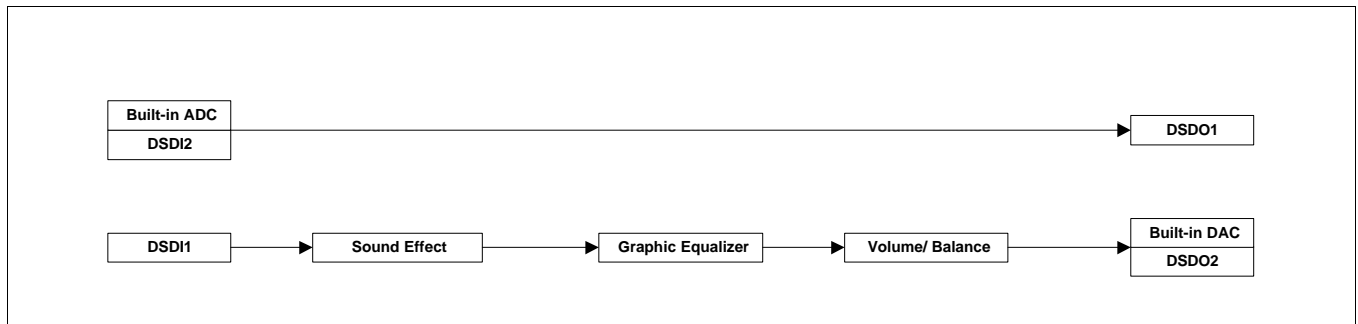 Built-in ADC
DSDI2
DSDO1
DSDI1
Sound Effect
Graphic Equalizer
Volume/ Balance
Built-in DAC
DSDO2